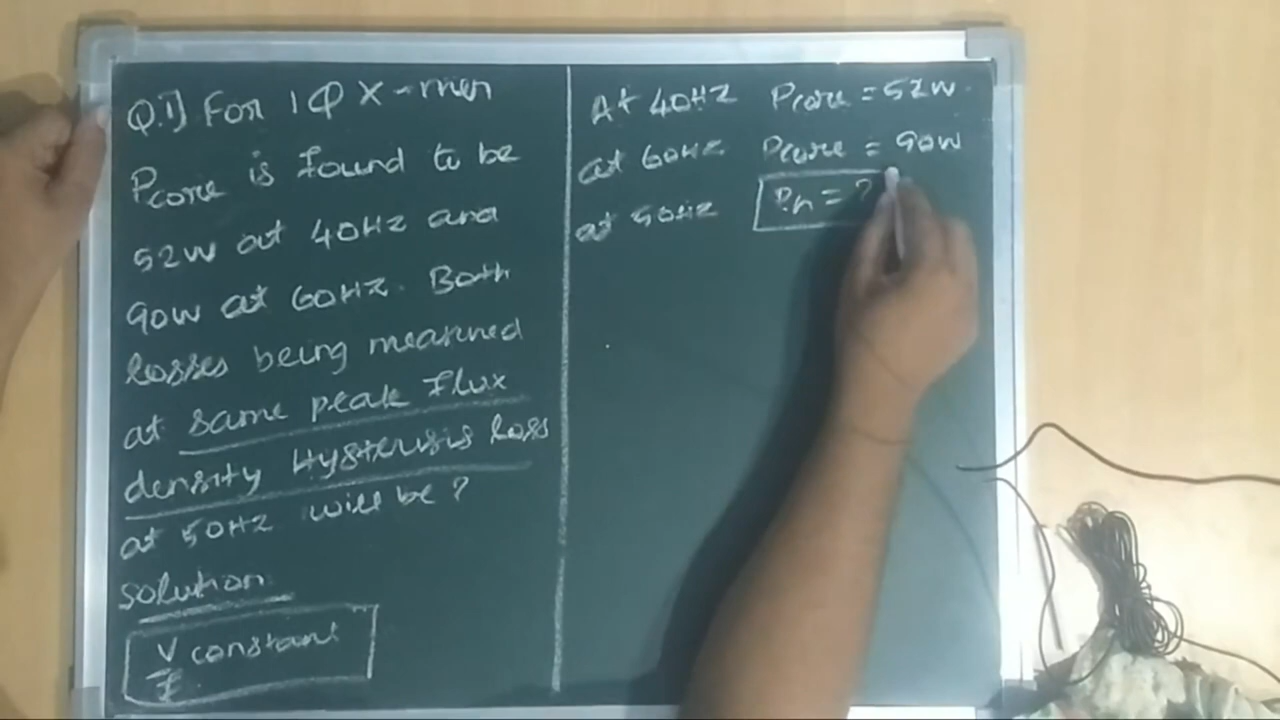 Q.1] For 1Φ X-mer
Pcore is found to be
52W at 40Hz and
90W at 60Hz. Both
losses being measured
at same peak flux
density Hysterisis loss
at 50Hz will be ?
solution
V/f constant
At 40Hz Pcore = 52W.
at 60Hz Pcore = 90W
at 50Hz Ph = ?